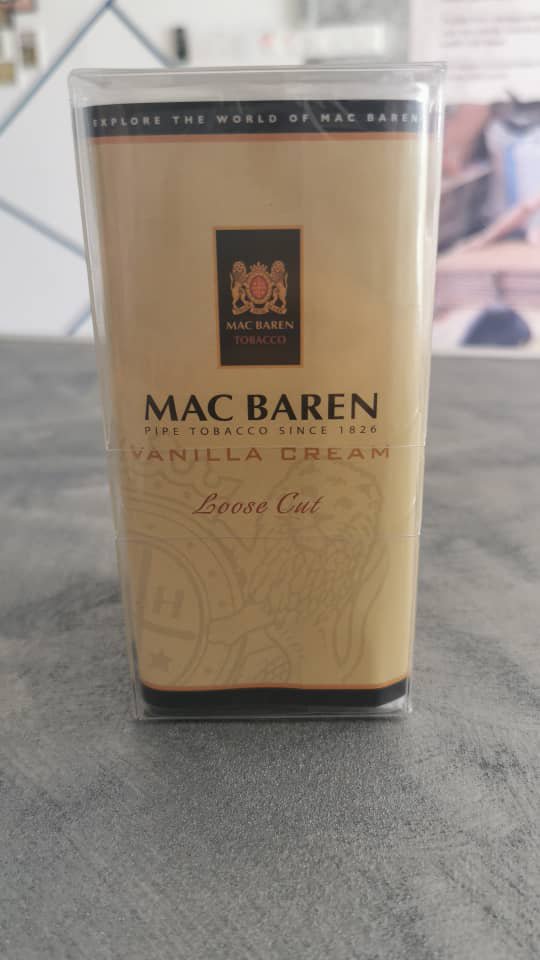 EXPLORE THE WORLD OF MAC BAREN
MAC BAREN
TOBACCO
MAC BAREN
PIPE TOBACCO SINCE 1826
VANILLA CREAM
Loose Cut
H